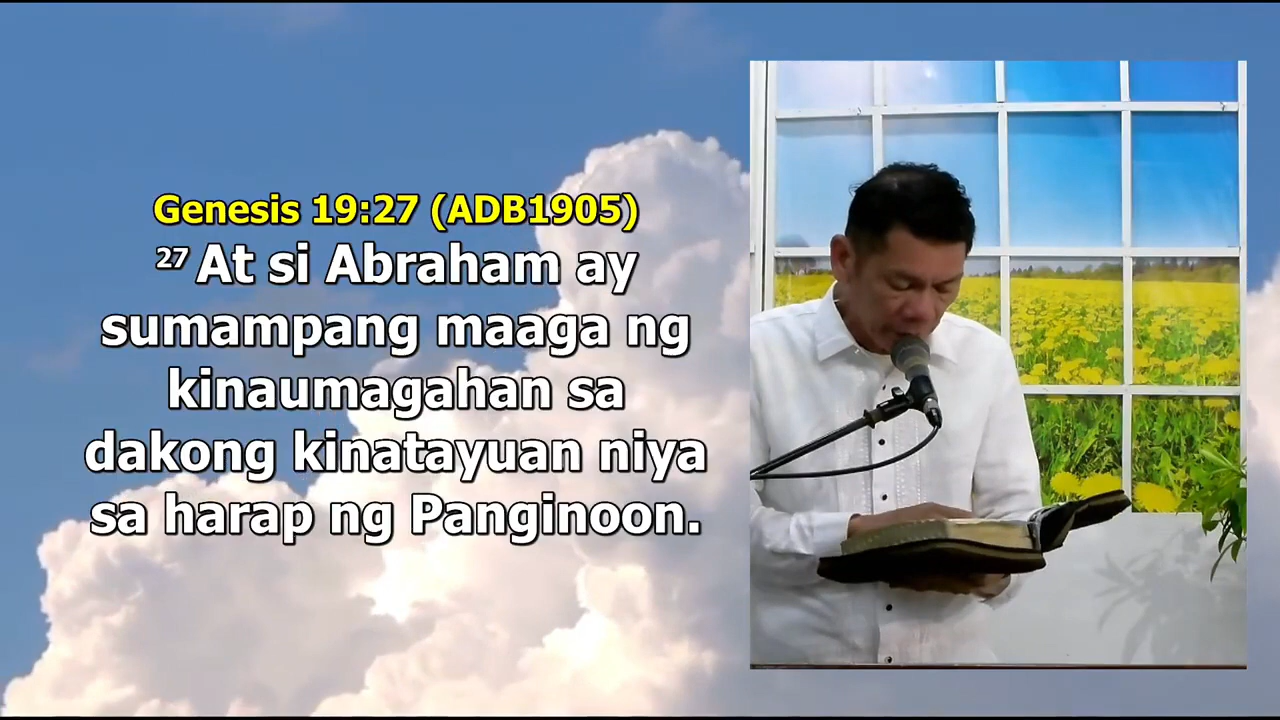 Genesis 19:27 (ADB1905)
27 At si Abraham ay
sumampang maaga ng
kinaumagahan sa
dakong kinatayuan niya
sa harap ng Panginoon.